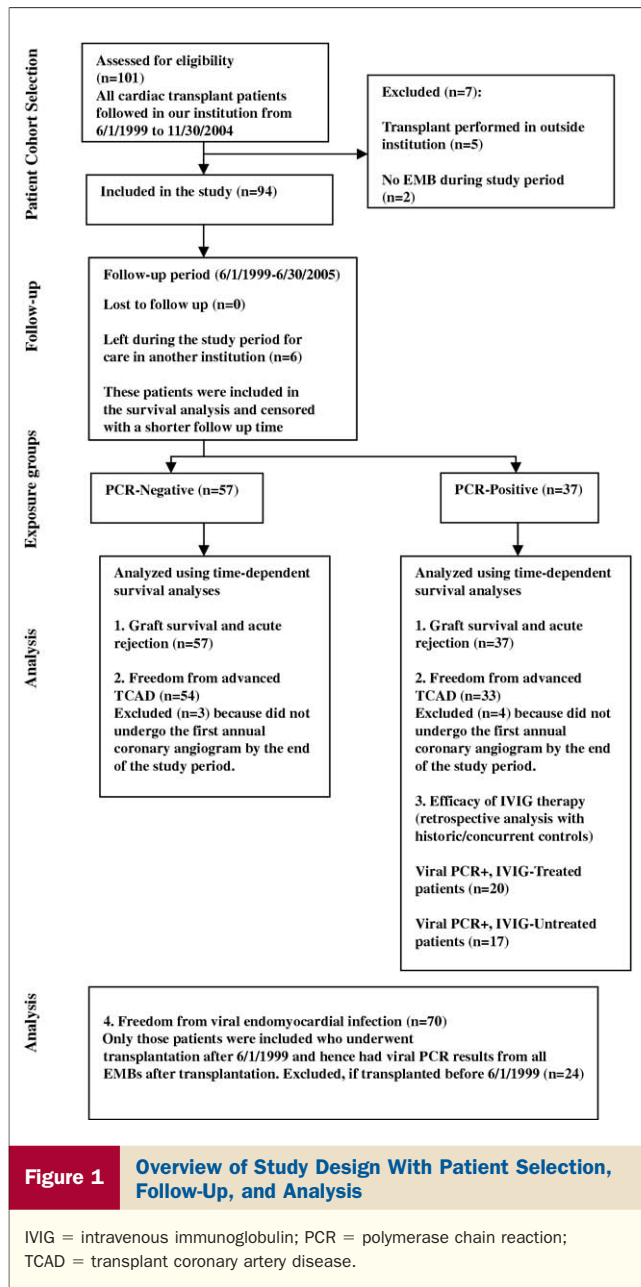 Patient Cohort Selection
Assessed for eligibility
(n=101)
All cardiac transplant patients
followed in our institution from
6/1/1999 to 11/30/2004
Excluded (n=7):
Transplant performed in outside
institution (n=5)
No EMB during study period
(n=2)
Included in the study (n=94)
Follow-up
Follow-up period (6/1/1999-6/30/2005)
Lost to follow up (n=0)
Left during the study period for
care in another institution (n=6)
These patients were included in
the survival analysis and censored
with a shorter follow up time
Exposure groups
PCR-Negative (n=57)
PCR-Positive (n=37)
Analysis
Analyzed using time-dependent
survival analyses
1. Graft survival and acute
rejection (n=57)
2. Freedom from advanced
TCAD (n=54)
Excluded (n=3) because did not
undergo the first annual
coronary angiogram by the end
of the study period.
Analyzed using time-dependent
survival analyses
1. Graft survival and acute
rejection (n=37)
2. Freedom from advanced
TCAD (n=33)
Excluded (n=4) because did not
undergo the first annual
coronary angiogram by the end
of the study period.
3. Efficacy of IVIG therapy
(retrospective analysis with
historic/concurrent controls)
Viral PCR+, IVIG-Treated
patients (n=20)
Viral PCR+, IVIG-Untreated
patients (n=17)
Analysis
4. Freedom from viral endomyocardial infection (n=70)
Only those patients were included who underwent
transplantation after 6/1/1999 and hence had viral PCR results from all
EMBs after transplantation. Excluded, if transplanted before 6/1/1999 (n=24)
Figure 1
Overview of Study Design With Patient Selection,
Follow-Up, and Analysis
IVIG = intravenous immunoglobulin; PCR = polymerase chain reaction;
TCAD = transplant coronary artery disease.